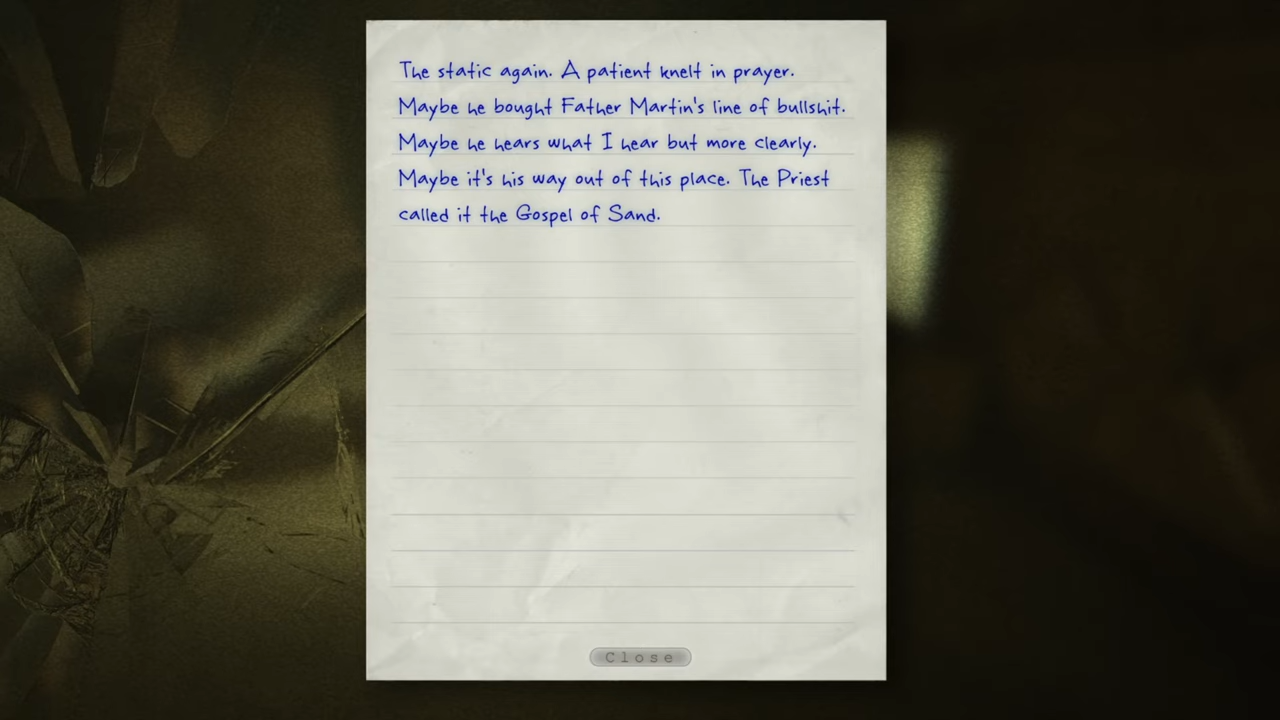 The static again. A patient knelt in prayer.
Maybe he bought Father Martin's line of bullshit.
Maybe he hears what I hear but more clearly.
Maybe it's his way out of this place. The Priest
called it the Gospel of Sand.
Close